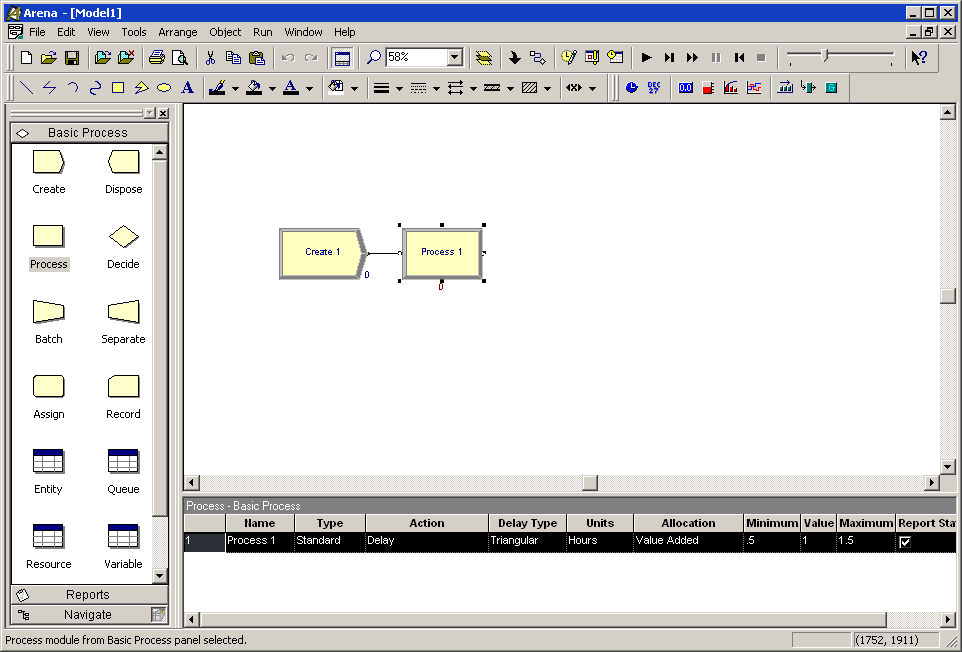 Arena - [Model1]
File Edit View Tools Arrange Object Run Window Help
58%
A A
0.0
Basic Process
Create Dispose
Process Decide
Batch Separate
Assign Record
Entity Queue
Resource Variable
Reports
Navigate
Create 1
0
Process 1
0
Process - Basic Process
Name Type Action Delay Type Units Allocation Minimum Value Maximum Report Sta
1 Process 1 Standard Delay Triangular Hours Value Added .5 1 1.5
Process module from Basic Process panel selected.
(1752, 1911)